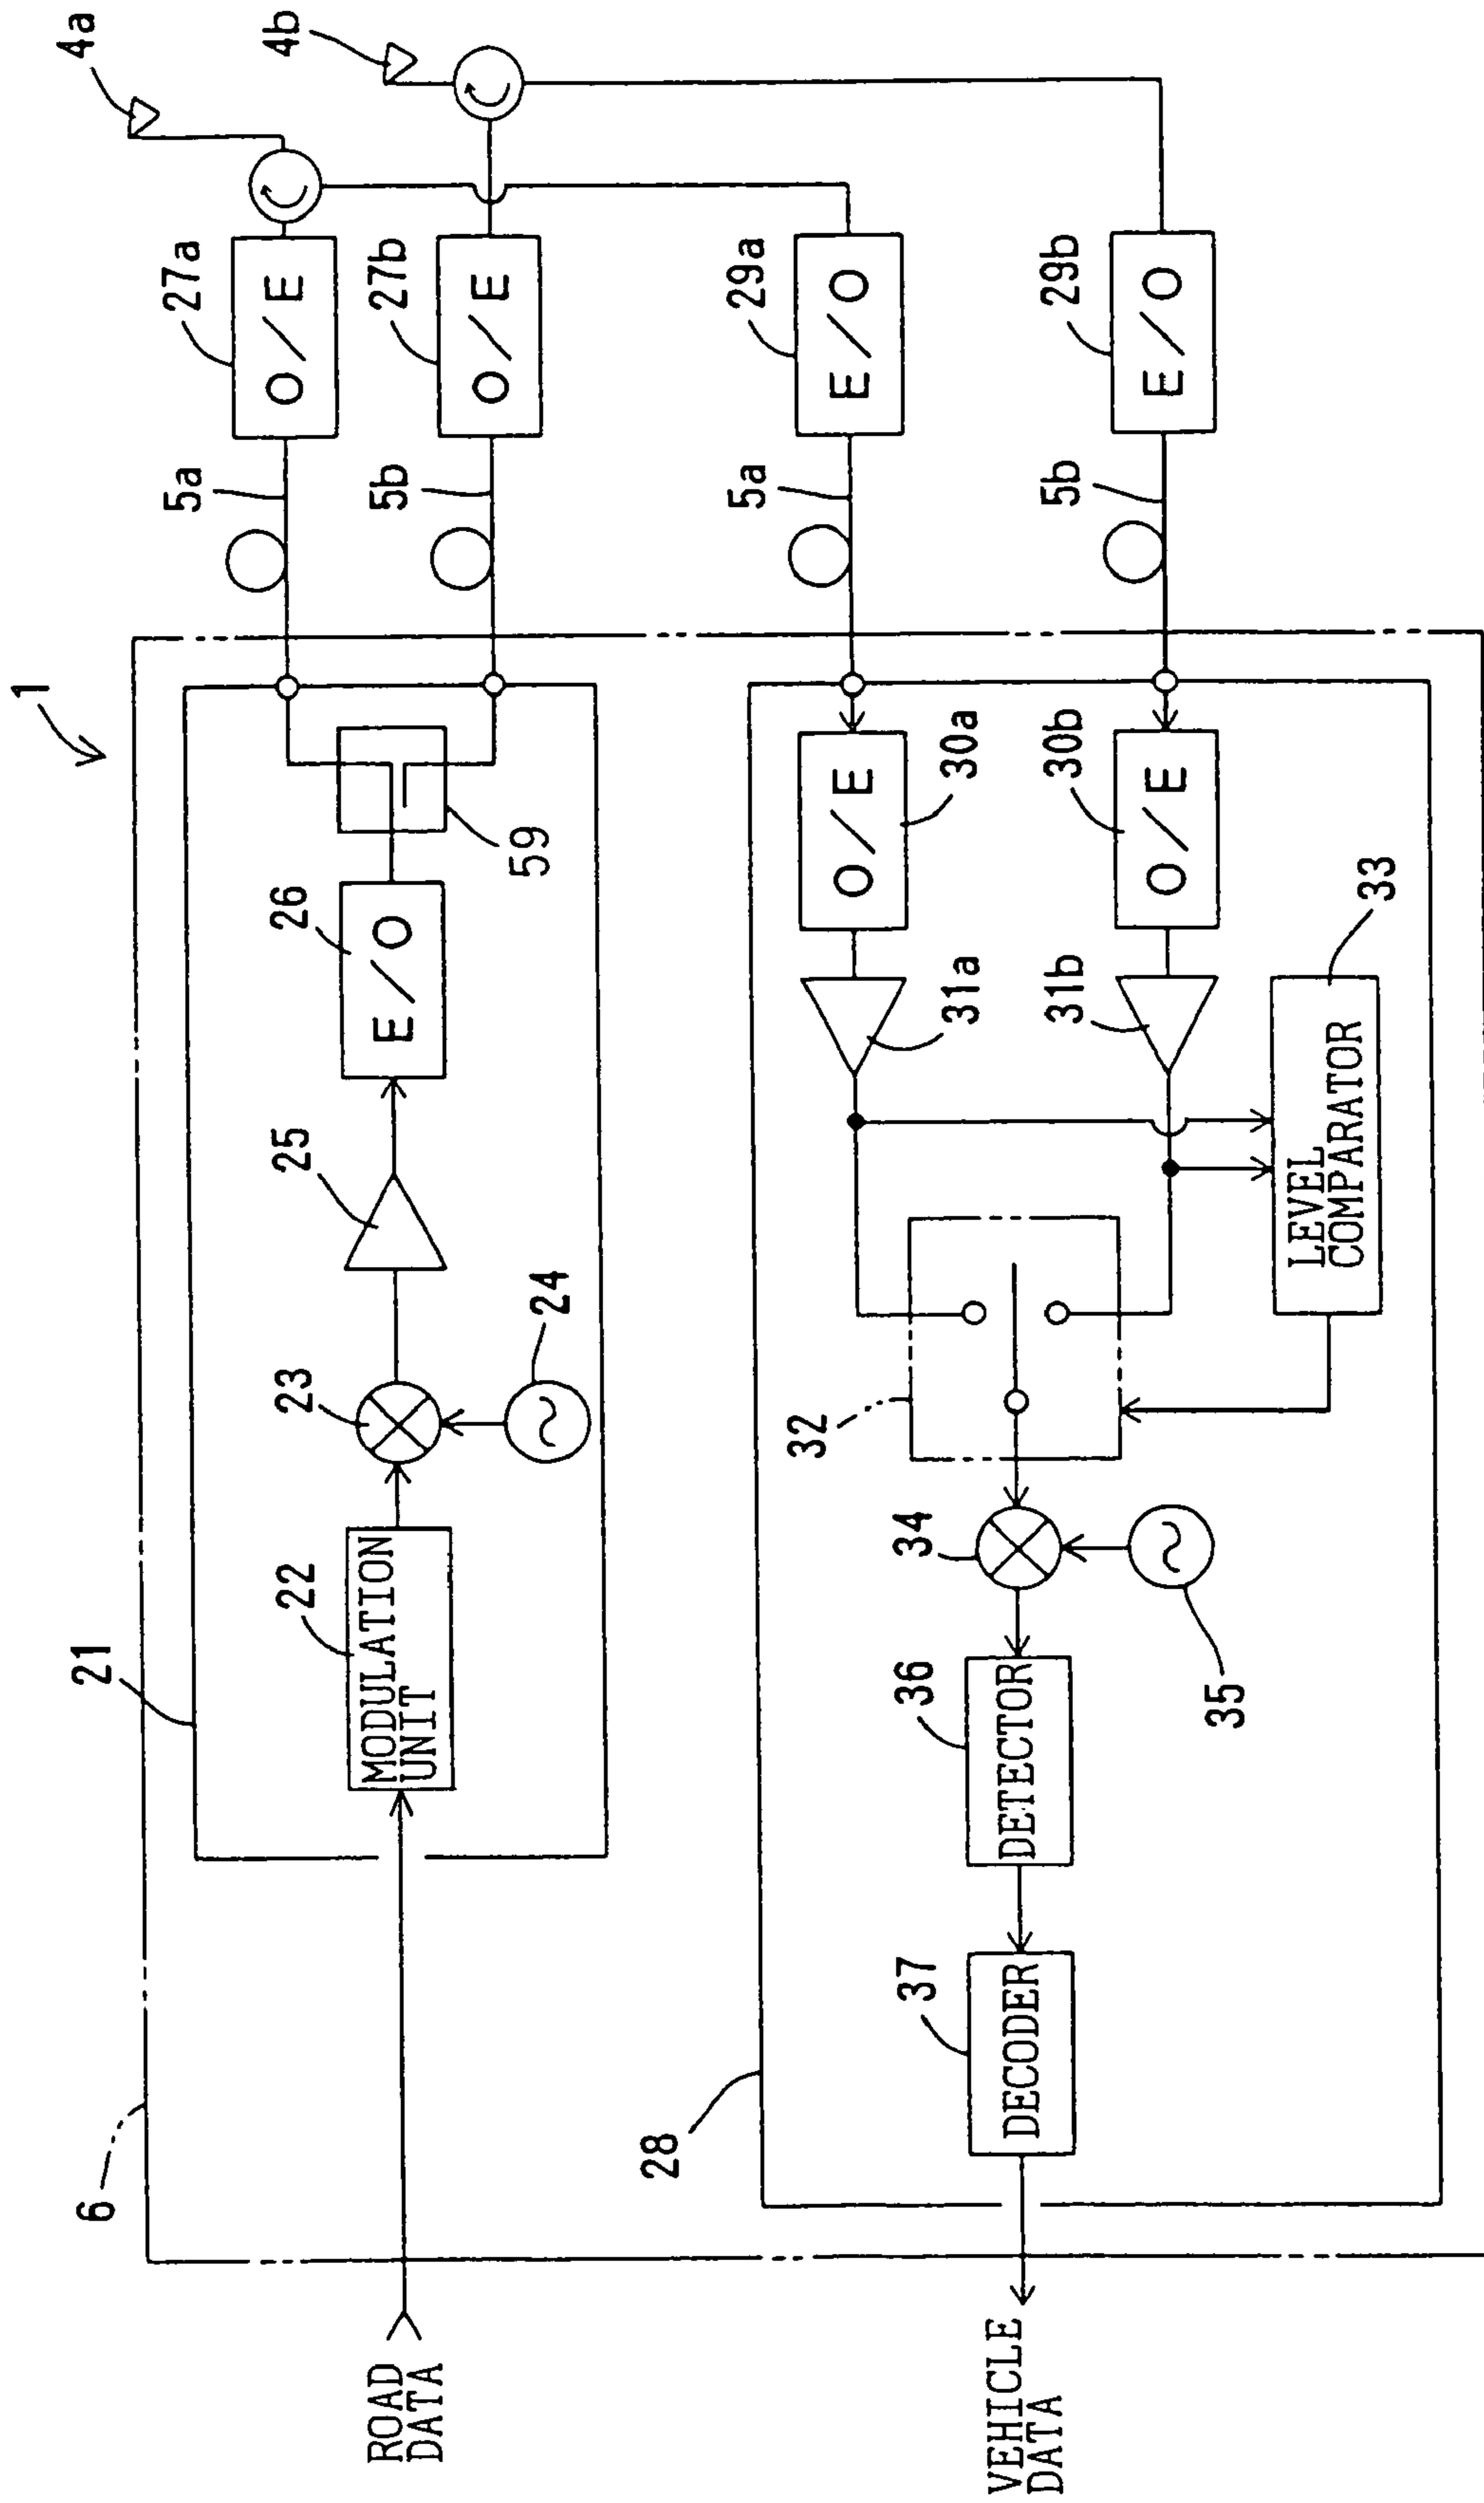 1
4a
4b
27a
O/E
27b
O/E
5a
5b
29a
E/O
29b
E/O
5a
5b
6
21
ROAD
DATA
22
MODULATION
UNIT
23
24
25
26
E/O
59
28
VEHICLE
DATA
37
DECODER
36
DETECTOR
34
35
32
31a
31b
30a
O/E
30b
O/E
33
LEVEL
COMPARATOR